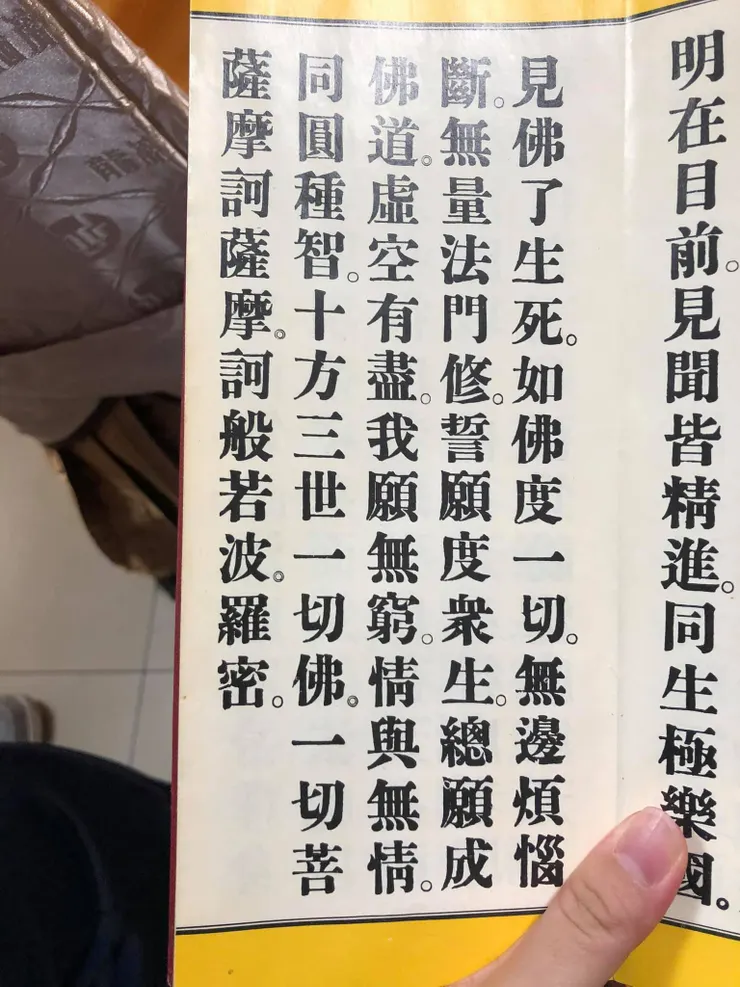 明在目前。見聞皆精進。同生極樂國。
見佛了生死。如佛度一切。無邊煩惱
斷。無量法門修。誓願度衆生。總願成
佛道。虛空有盡。我願無窮。情與無情。
同圓種智。十方三世一切佛。一切菩
薩摩訶薩摩。訶般若波。羅密。